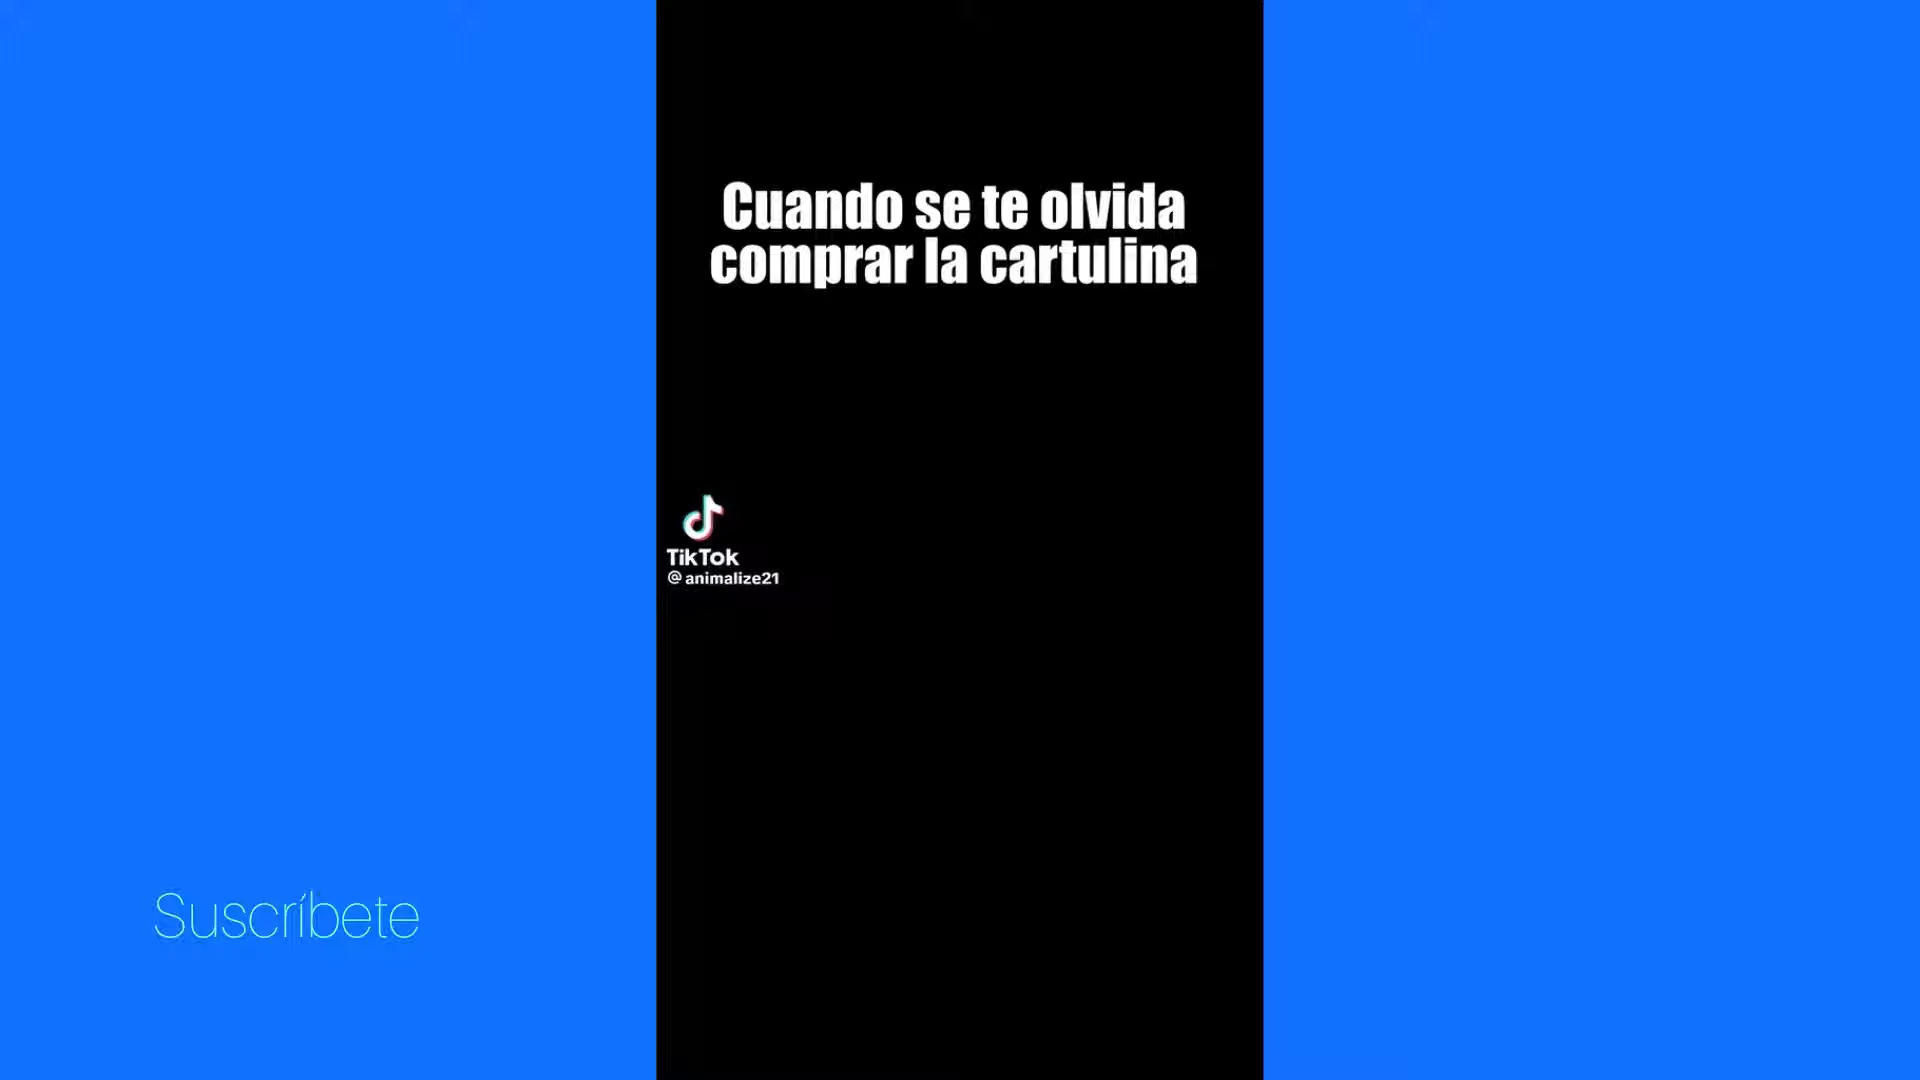 Cuando se te olvida
comprar la cartulina
TikTok
@animalize21
Suscríbete